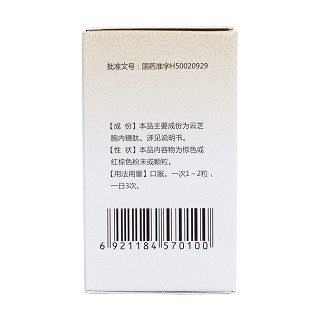 批准文号：国药准字H50020929
【成 份】本品主要成份为云芝
胞内糖肽。详见说明书。
【性 状】本品内容物为棕色或
红棕色粉末或颗粒。
【用法用量】口服。一次1～2粒，
一日3次。
6 921184 570100